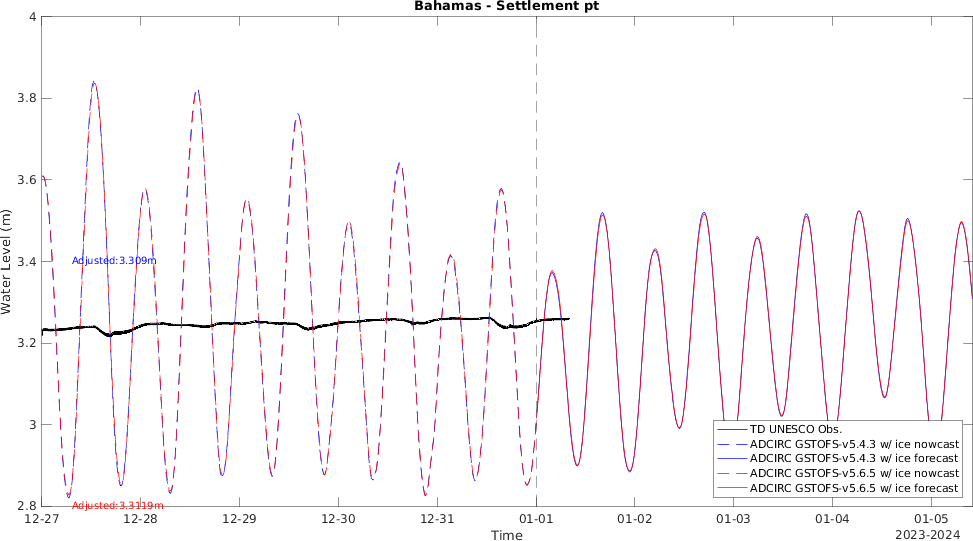 Bahamas - Settlement pt
Water Level (m)
4
3.8
3.6
3.4
3.2
3
2.8
Adjusted:3.309m
Adjusted:3.3119m
TD UNESCO Obs.
ADCIRC GSTOFS-v5.4.3 w/ ice nowcast
ADCIRC GSTOFS-v5.4.3 w/ ice forecast
ADCIRC GSTOFS-v5.6.5 w/ ice nowcast
ADCIRC GSTOFS-v5.6.5 w/ ice forecast
12-27 12-28 12-29 12-30 12-31 01-01 01-02 01-03 01-04 01-05
Time
2023-2024